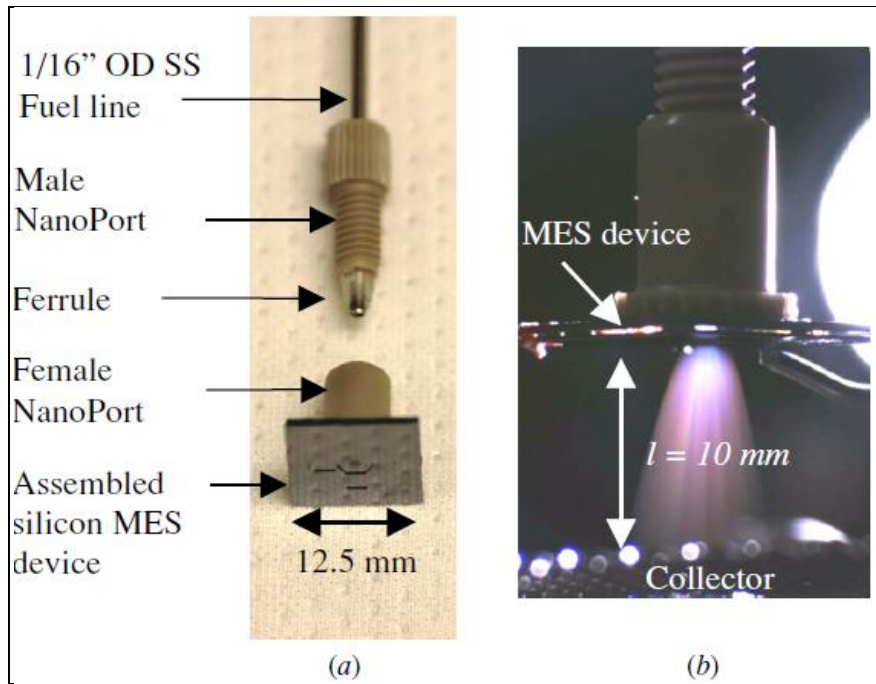 1/16” OD SS
Fuel line
Male
NanoPort
Ferrule
Female
NanoPort
Assembled
silicon MES
device
12.5 mm
(a)
MES device
l = 10 mm
Collector
(b)